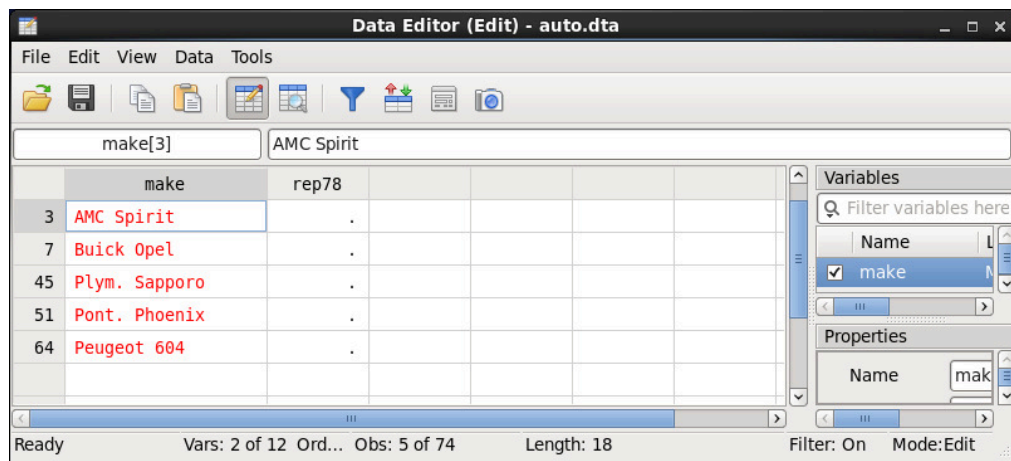 Data Editor (Edit) - auto.dta
File Edit View Data Tools
make[3] AMC Spirit
make rep78
3 AMC Spirit .
7 Buick Opel .
45 Plym. Sapporo .
51 Pont. Phoenix .
64 Peugeot 604 .
Variables
Filter variables here
Name L
make M
Properties
Name mak
Ready Vars: 2 of 12 Ord... Obs: 5 of 74 Length: 18 Filter: On Mode:Edit